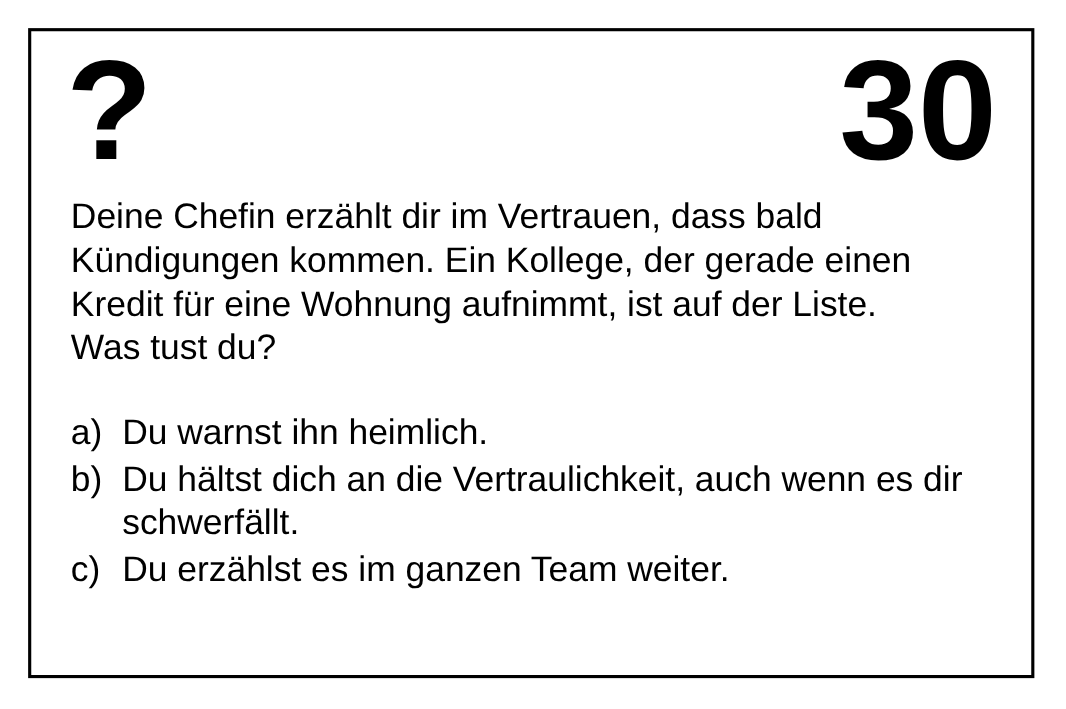 ? 30
Deine Chefin erzählt dir im Vertrauen, dass bald
Kündigungen kommen. Ein Kollege, der gerade einen
Kredit für eine Wohnung aufnimmt, ist auf der Liste.
Was tust du?
a) Du warnst ihn heimlich.
b) Du hältst dich an die Vertraulichkeit, auch wenn es dir
schwerfällt.
c) Du erzählst es im ganzen Team weiter.